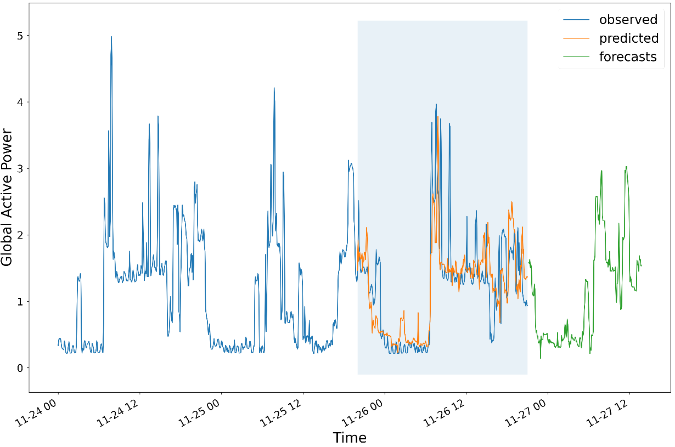 observed
predicted
forecasts
Global Active Power
5
4
3
2
1
0
11-24 00
11-24 12
11-25 00
11-25 12
11-26 00
11-26 12
11-27 00
11-27 12
Time